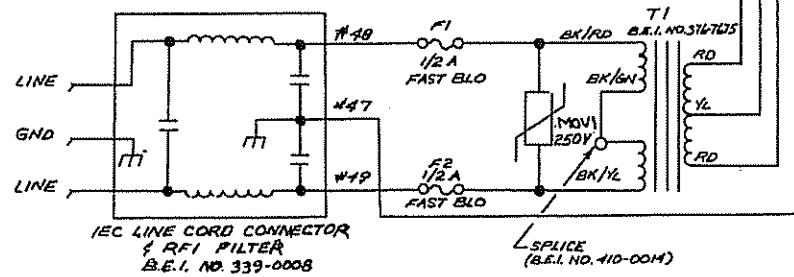 T1
B.E.I. NO. 376-7675
#48
F1
1/2 A
FAST BLO
BK/RD
RD
LINE
BK/GN
YL
GND
#47
MOV1
250V
RD
LINE
#49
F2
1/2 A
FAST BLO
BK/YL
IEC LINE CORD CONNECTOR
& RFI FILTER
B.E.I. NO. 339-0008
SPLICE
(B.E.I. NO. 410-0014)